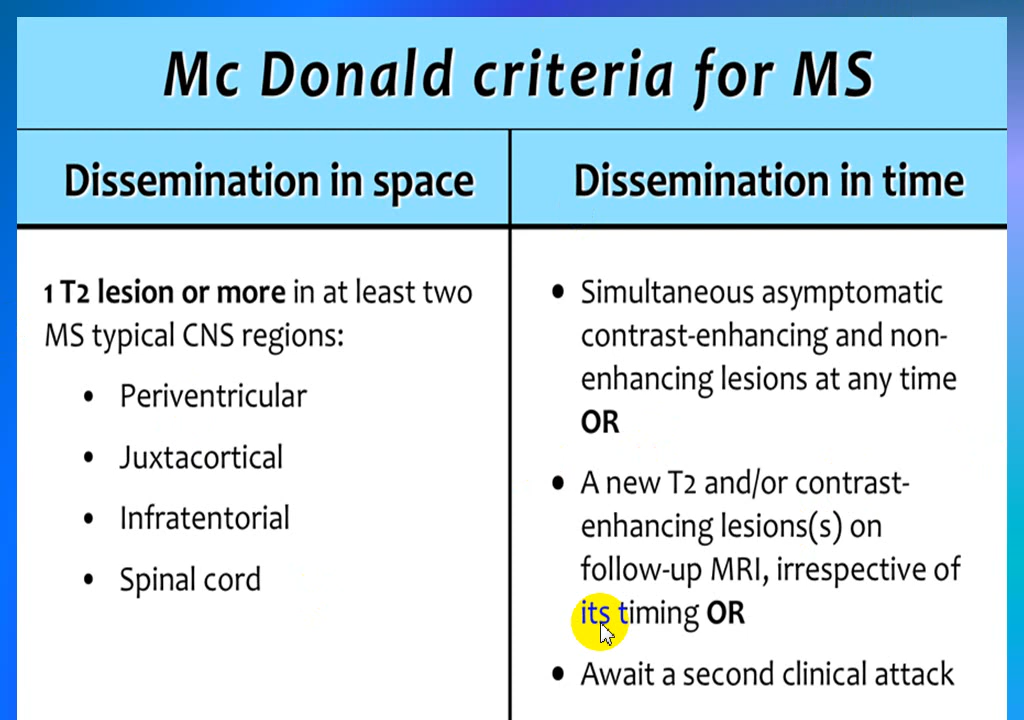 Mc Donald criteria for MS
Dissemination in space
Dissemination in time
1 T2 lesion or more in at least two
MS typical CNS regions:
• Periventricular
• Juxtacortical
• Infratentorial
• Spinal cord
• Simultaneous asymptomatic
contrast-enhancing and non-
enhancing lesions at any time
OR
• A new T2 and/or contrast-
enhancing lesions(s) on
follow-up MRI, irrespective of
its timing OR
• Await a second clinical attack